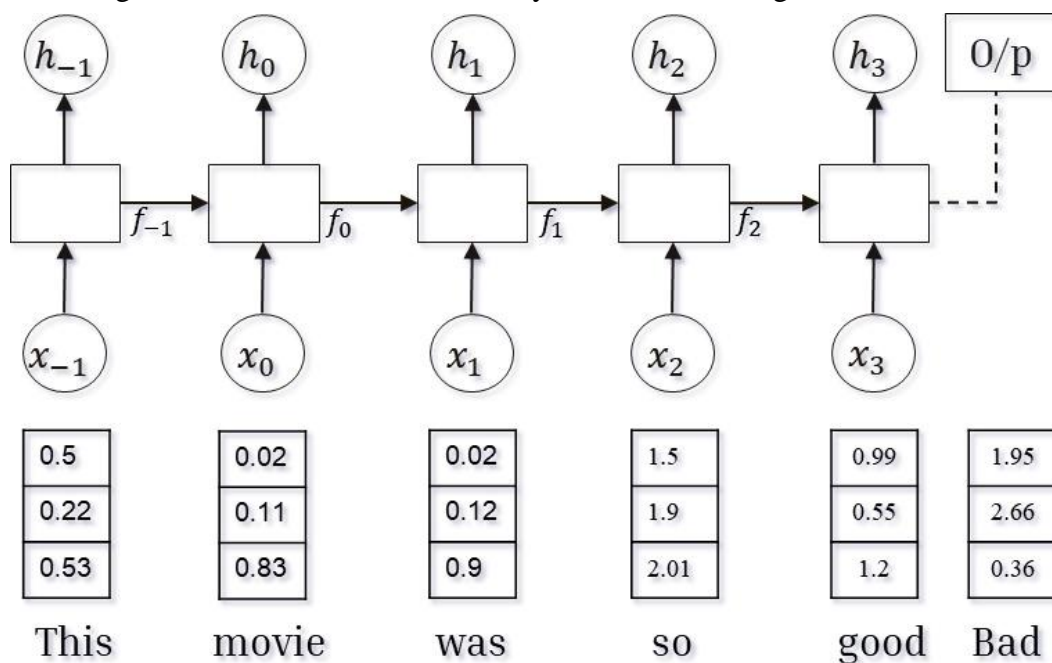 h₋₁ h₀ h₁ h₂ h₃ O/p
f₋₁ f₀ f₁ f₂
x₋₁ x₀ x₁ x₂ x₃
0.5 0.02 0.02 1.5 0.99 1.95
0.22 0.11 0.12 1.9 0.55 2.66
0.53 0.83 0.9 2.01 1.2 0.36
This movie was so good Bad